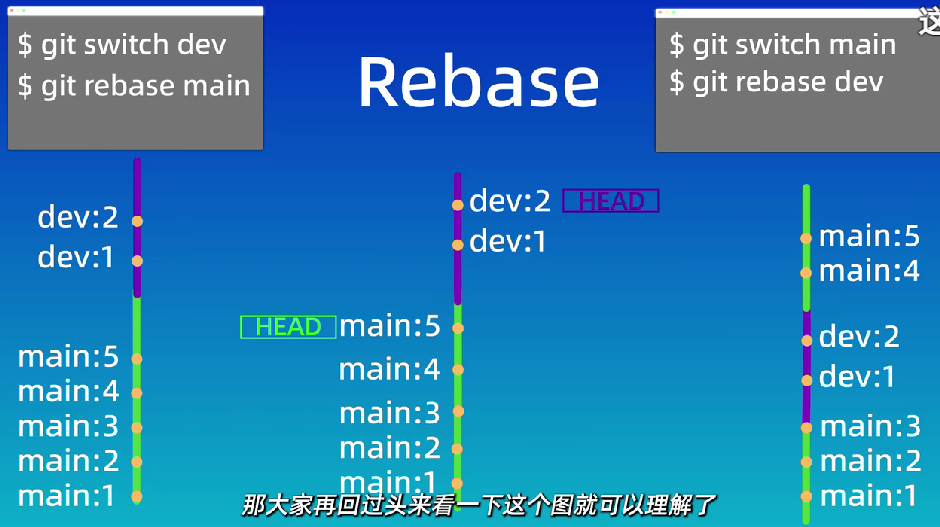 $ git switch dev
$ git rebase main
Rebase
$ git switch main
$ git rebase dev
这
dev:2
dev:1
main:5
main:4
main:3
main:2
main:1
dev:2 HEAD
dev:1
HEAD main:5
main:4
main:3
main:2
main:1
main:5
main:4
dev:2
dev:1
main:3
main:2
main:1
那大家再回过头来看一下这个图就可以理解了